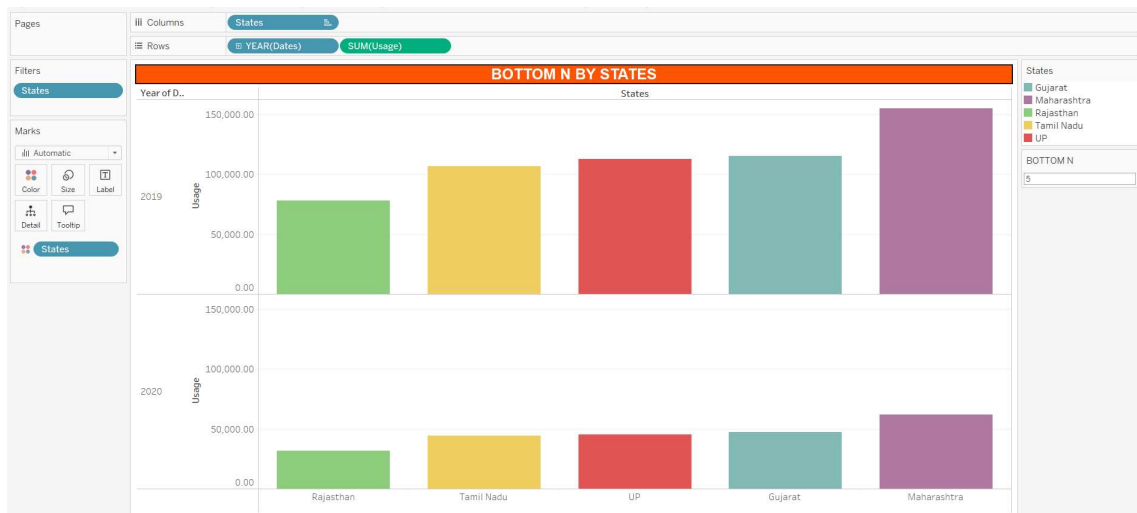 Pages
Columns
States
Rows
YEAR(Dates)
SUM(Usage)
Filters
States
Marks
Automatic
Color
Size
Label
Detail
Tooltip
States
BOTTOM N BY STATES
Year of D..
States
2019
Usage
150,000.00
100,000.00
50,000.00
0.00
2020
Usage
150,000.00
100,000.00
50,000.00
0.00
Rajasthan
Tamil Nadu
UP
Gujarat
Maharashtra
States
Gujarat
Maharashtra
Rajasthan
Tamil Nadu
UP
BOTTOM N
5